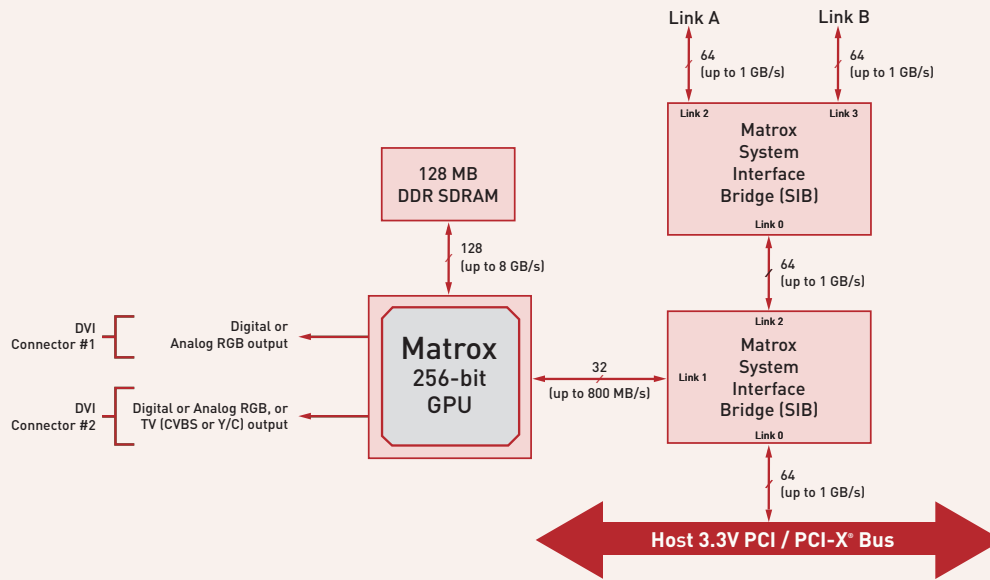 Link A
Link B
64
(up to 1 GB/s)
64
(up to 1 GB/s)
Link 2
Link 3
Matrox
System
Interface
Bridge (SIB)
Link 0
128 MB
DDR SDRAM
128
(up to 8 GB/s)
64
(up to 1 GB/s)
DVI
Connector #1
Digital or
Analog RGB output
DVI
Connector #2
Digital or Analog RGB, or
TV (CVBS or Y/C) output
Matrox
256-bit
GPU
32
(up to 800 MB/s)
Link 2
Link 1
Matrox
System
Interface
Bridge (SIB)
Link 0
64
(up to 1 GB/s)
Host 3.3V PCI / PCI-X® Bus